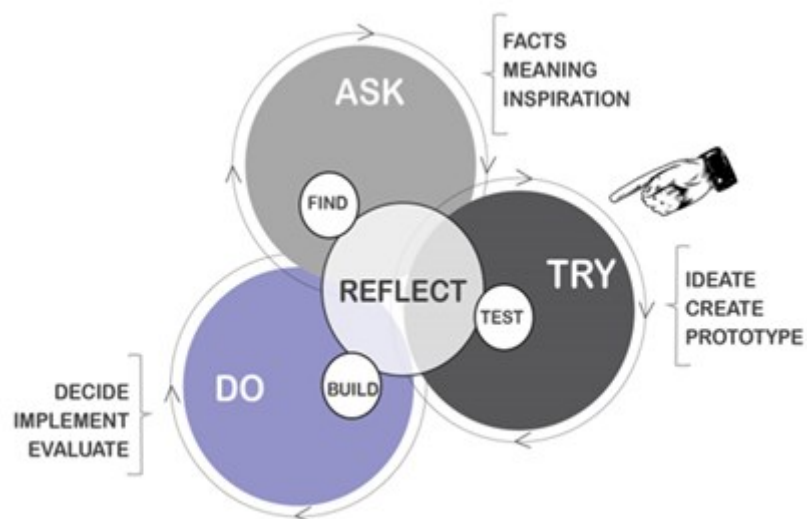 ASK
FACTS
MEANING
INSPIRATION
FIND
REFLECT
TRY
TEST
IDEATE
CREATE
PROTOTYPE
DO
BUILD
DECIDE
IMPLEMENT
EVALUATE